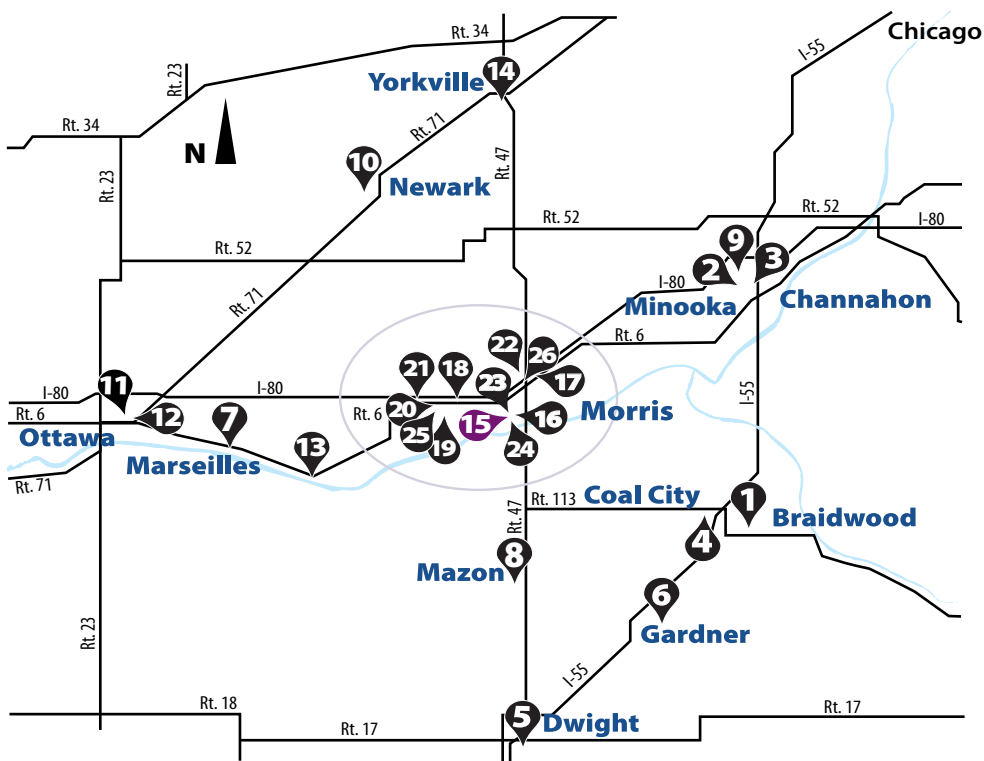 Chicago
Rt. 34
I-55
Rt. 23
Yorkville
14
Rt. 71
Rt. 34
N
10
Newark
Rt. 47
Rt. 23
Rt. 52
Rt. 52
I-80
Rt. 52
9
2
3
I-80
Minooka
Channahon
Rt. 71
Rt. 6
22
26
21
18
23
17
11
I-80
I-55
Rt. 6
12
7
Rt. 6
20
15
16
Morris
Ottawa
25
19
24
13
Marseilles
Rt. 71
Rt. 113
Coal City
1
Braidwood
Rt. 47
4
8
Mazon
6
Gardner
Rt. 23
I-55
Rt. 18
5
Dwight
Rt. 17
Rt. 17